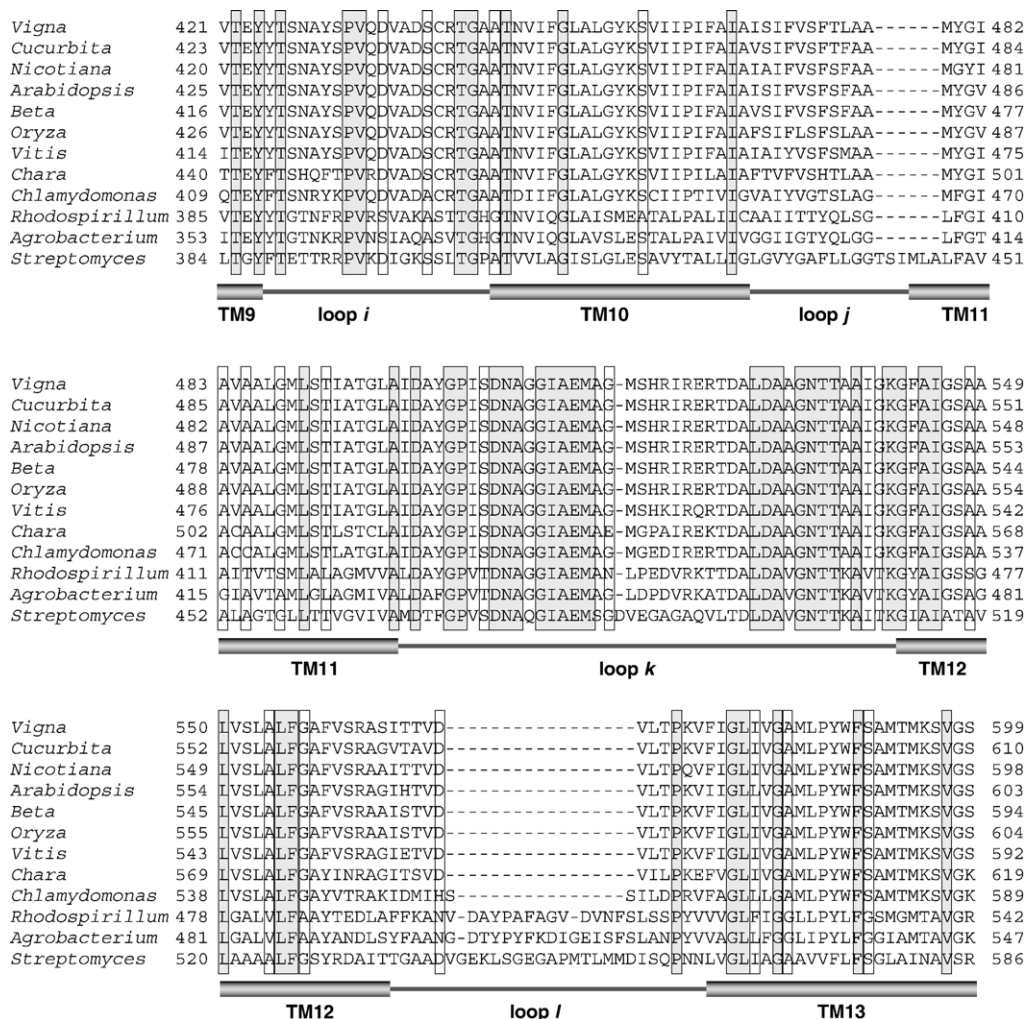 Vigna 421 VTEYYTSNAYSPVQDVADSCRTGAATNVIFGLALGYKSVIIPIFAIAISIFVSFTLAA------MYGI 482
Cucurbita 423 VTEYYTSNAYSPVQDVADSCRTGAATNVIFGLALGYKSVIIPIFAIAVSIFVSFTFAA------MYGI 484
Nicotiana 420 VTEYYTSNAYSPVQDVADSCRTGAATNVIFGLALGYKSVIIPIFAIAIAIFVSFSFAA------MGYI 481
Arabidopsis 425 VTEYYTSNAYSPVQDVADSCRTGAATNVIFGLALGYKSVIIPIFAIAISIFVSFSFAA------MYGV 486
Beta 416 VTEYYTSNAYSPVQDVADSCRTGAATNVIFGLALGYKSVIIPIFAIAVSIFVSFSFAA------MYGV 477
Oryza 426 VTEYYTSNAYSPVQDVADSCRTGAATNVIFGLALGYKSVIIPIFAIAFSIFLSFSLAA------MYGV 487
Vitis 414 ITEYYTSNAYSPVQDVADSCRTGAATNVIFGLALGYKSVIIPIFAIAIAIYVSFSMAA------MYGI 475
Chara 440 TTEYFTSHQFTPVRDVADSCRTGAATNVIFGLALGYKSVIIPILAIAFTVFVSHTLAA------MYGI 501
Chlamydomonas 409 QTEYFTSNRYKPVQDVADACRTGAATDIIFGLALGYKSCIIPTIVIGVAIYVGTSLAG------MFGI 470
Rhodospirillum 385 VTEYYTGTNFRPVRSVAKASTTGHGTNVIQGLAISMEATALPALIICAAIITTYQLSG------LFGI 410
Agrobacterium 353 ITEYYTGTNKRPVNSIAQASVTGHGTNVIQGLAVSLESTALPAIVIVGGIIGTYQLGG------LFGT 414
Streptomyces 384 LTGYFTETTRRPVKDIGKSSLTGPATVVLAGISLGLESAVYTALLIGLGVYGAFLLGGTSIMLALFAV 451
TM9 loop i TM10 loop j TM11
Vigna 483 AVAALGMLSTIATGLAIDAYGPISDNAGGIAEMAG-MSHRIRERTDALDAAGNTTAAIGKGFAIGSAA 549
Cucurbita 485 AVAALGMLSTIATGLAIDAYGPISDNAGGIAEMAG-MSHRIRERTDALDAAGNTTAAIGKGFAIGSAA 551
Nicotiana 482 AVAALGMLSTIATGLAIDAYGPISDNAGGIAEMAG-MSHRIRERTDALDAAGNTTAAIGKGFAIGSAA 548
Arabidopsis 487 AVAALGMLSTIATGLAIDAYGPISDNAGGIAEMAG-MSHRIRERTDALDAAGNTTAAIGKGFAIGSAA 553
Beta 478 AVAALGMLSTIATGLAIDAYGPISDNAGGIAEMAG-MSHRIRERTDALDAAGNTTAAIGKGFAIGSAA 544
Oryza 488 AVAALGMLSTIATGLAIDAYGPISDNAGGIAEMAG-MSHRIRERTDALDAAGNTTAAIGKGFAIGSAA 554
Vitis 476 AVAALGMLSTIATGLAIDAYGPISDNAGGIAEMAG-MSHKIRQRTDALDAAGNTTAAIGKGFAIGSAA 542
Chara 502 ACAALGMLSTLSTCLAIDAYGPISDNAGGIAEMAE-MGPAIREKTDALDAAGNTTAAIGKGFAIGSAA 568
Chlamydomonas 471 ACCALGMLSTLATGLAIDAYGPISDNAGGIAEMAG-MGEDIRERTDALDAAGNTTAAIGKGFAIGSAA 537
Rhodospirillum 411 AITVTSMLALAGMVVALDAYGPVTDNAGGIAEMAN-LPEDVRKTTDALDAVGNTTKAVTKGYAIGSSG 477
Agrobacterium 415 GIAVTAMLGLAGMIVALDAFGPVTDNAGGIAEMAG-LDPDVRKATDALDAVGNTTKAVTKGYAIGSAG 481
Streptomyces 452 ALAGTGLLTTVGVIVAMDTFGPVSDNAQGIAEMSGDVEGAGAQVLTDLDAVGNTTKAITKGIAIATAV 519
TM11 loop k TM12
Vigna 550 LVSLALFGAFVSRASITTVD----------------VLTPKVFIGLIVGAMLPYWFSAMTMKSVGS 599
Cucurbita 552 LVSLALFGAFVSRAGVTAVD----------------VLTPKVFIGLIVGAMLPYWFSAMTMKSVGS 610
Nicotiana 549 LVSLALFGAFVSRAAITTVD----------------VLTPQVFIGLIVGAMLPYWFSAMTMKSVGS 598
Arabidopsis 554 LVSLALFGAFVSRAGIHTVD----------------VLTPKVIIGLLVGAMLPYWFSAMTMKSVGS 603
Beta 545 LVSLALFGAFVSRAAISTVD----------------VLTPKVFIGLIVGAMLPYWFSAMTMKSVGS 594
Oryza 555 LVSLALFGAFVSRAAISTVD----------------VLTPKVFIGLIVGAMLPYWFSAMTMKSVGS 604
Vitis 543 LVSLALFGAFVSRAGIETVD----------------VLTPKVFIGLIVGAMLPYWFSAMTMKSVGS 592
Chara 569 LVSLALFGAYINRAGITSVD----------------VILPKEFVGLIVGAMLPYWFSAMTMKSVGK 619
Chlamydomonas 538 LVSLALFGAYVTRAKIDMIHS---------------SILDPRVFAGLLLGAMLPYWFSAMTMKSVGK 589
Rhodospirillum 478 LGALVLFAAYTEDLAFFKANV-DAYPAFAGV-DVNFSLSSPYVVVGLFIGGLLPYLFGSMGMTAVGR 542
Agrobacterium 481 LGALVLFAAYANDLSYFAANG-DTYPYFKDIGEISFSLANPYVVAGLLFGGLIPYLFGGIAMTAVGK 547
Streptomyces 520 LAAAALFGSYRDAITTGAADVGEKLSGEGAPMTLMMDISQPNNLVGLIAGAAVVFLFSGLAINAVSR 586
TM12 loop l TM13